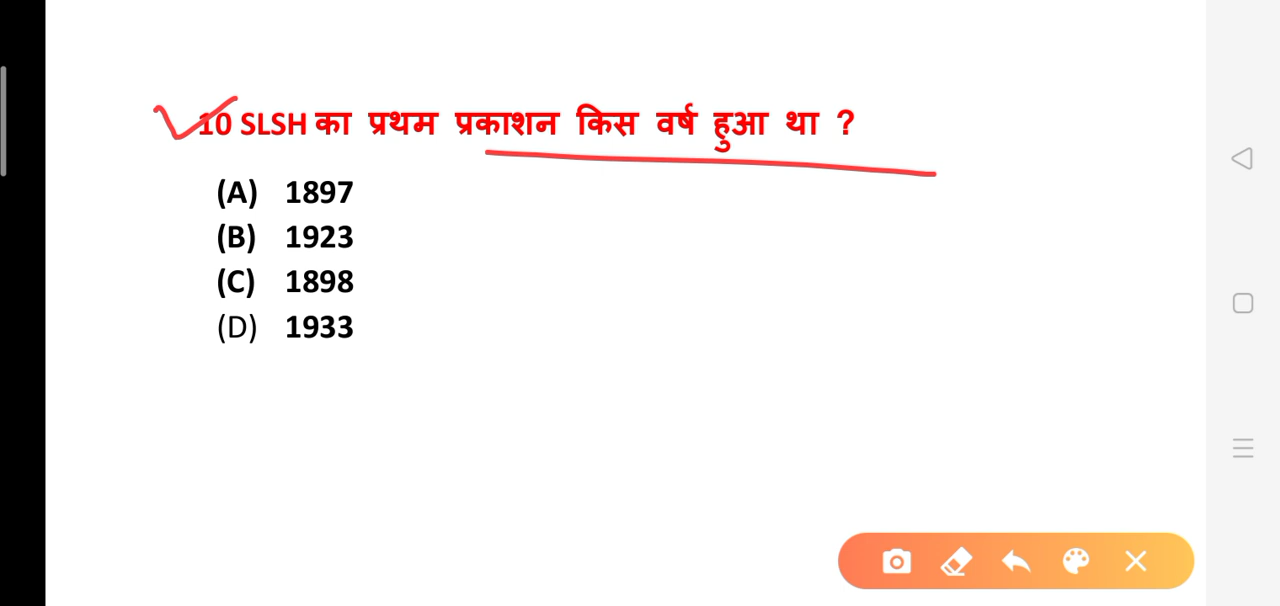 10 SLSH का प्रथम प्रकाशन किस वर्ष हुआ था ?
(A) 1897
(B) 1923
(C) 1898
(D) 1933